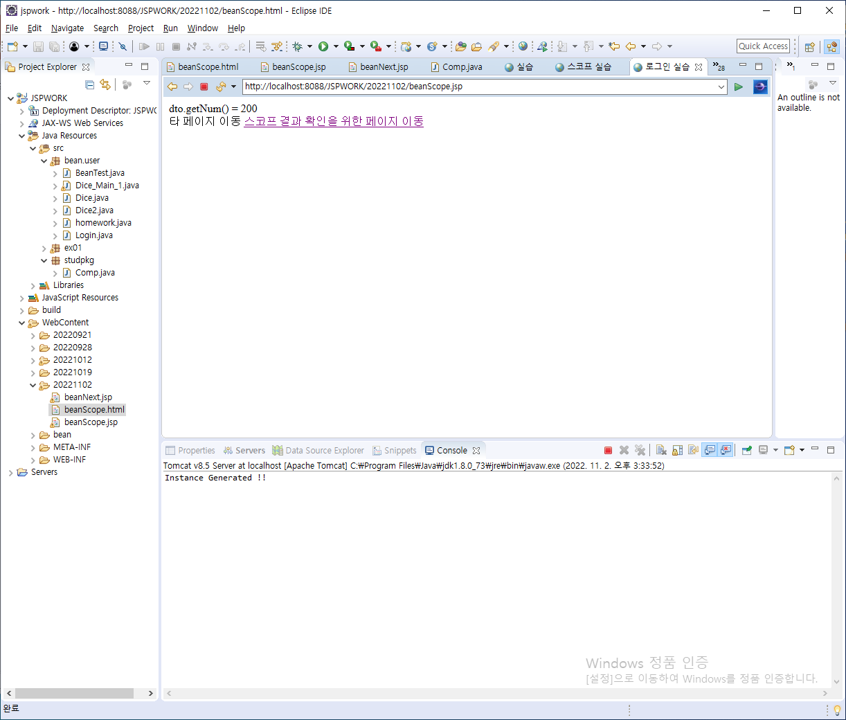 jspwork - http://localhost:8088/JSPWORK/20221102/beanScope.html - Eclipse IDE
File Edit Navigate Search Project Run Window Help
Quick Access
Project Explorer
JSPWORK
Deployment Descriptor: JSPWO
JAX-WS Web Services
Java Resources
src
bean.user
BeanTest.java
Dice_Main_1.java
Dice.java
Dice2.java
homework.java
Login.java
ex01
studpkg
Comp.java
Libraries
JavaScript Resources
build
WebContent
20220921
20220928
20221012
20221019
20221102
beanNext.jsp
beanScope.html
beanScope.jsp
bean
META-INF
WEB-INF
Servers
beanScope.html beanScope.jsp beanNext.jsp Comp.java 실습 스코프 실습 로그인 실습 »28
http://localhost:8088/JSPWORK/20221102/beanScope.jsp
dto.getNum() = 200
타 페이지 이동 스코프 결과 확인을 위한 페이지 이동
»1
An outline is not
available.
Properties Servers Data Source Explorer Snippets Console
Tomcat v8.5 Server at localhost [Apache Tomcat] C:₩Program Files₩Java₩jdk1.8.0_73₩jre₩bin₩javaw.exe (2022. 11. 2. 오후 3:33:52)
Instance Generated !!
Windows 정품 인증
[설정]으로 이동하여 Windows를 정품 인증합니다.
완료